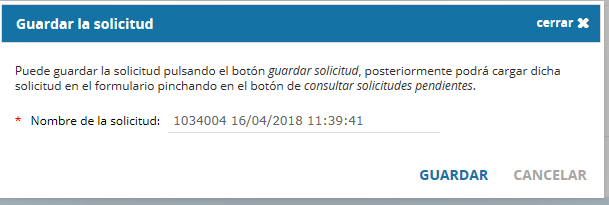 Guardar la solicitud
cerrar ✖
Puede guardar la solicitud pulsando el botón guardar solicitud, posteriormente podrá cargar dicha
solicitud en el formulario pinchando en el botón de consultar solicitudes pendientes.
* Nombre de la solicitud: 1034004 16/04/2018 11:39:41
GUARDAR CANCELAR